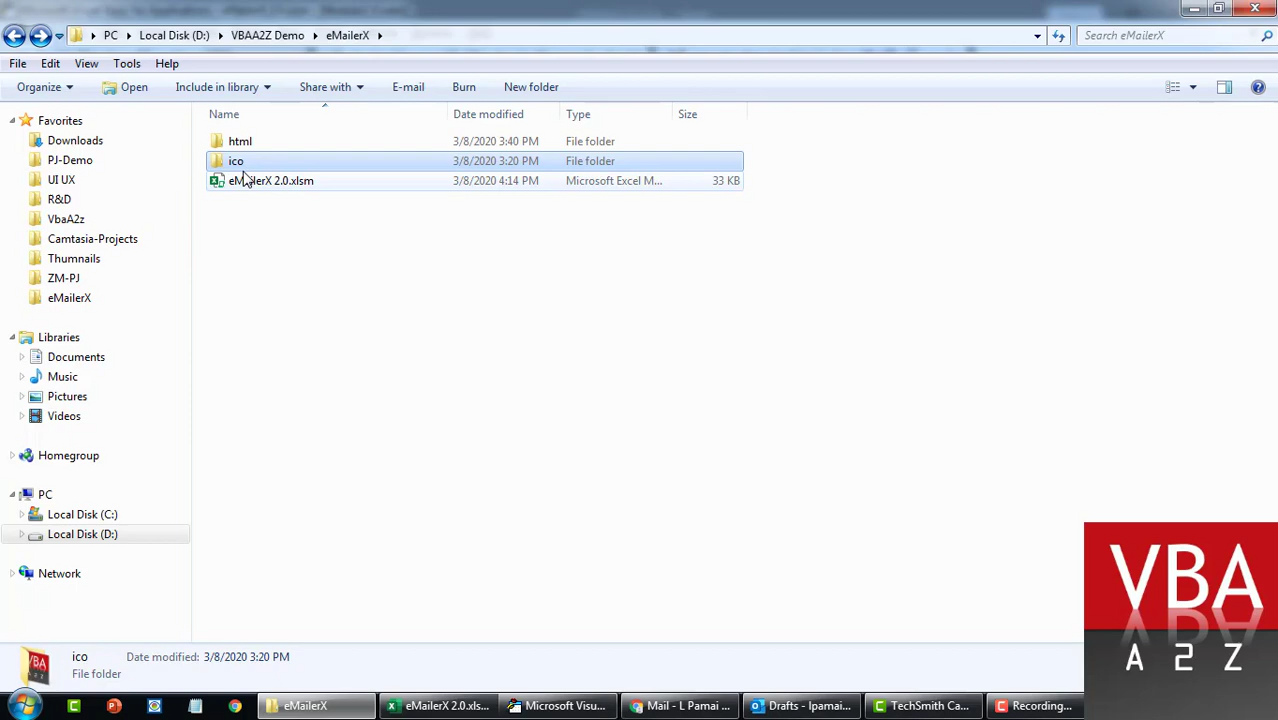 PC
Local Disk (D:)
VBAA2Z Demo
eMailerX
Search eMailerX
File
Edit
View
Tools
Help
Organize
Open
Include in library
Share with
E-mail
Burn
New folder
Name
Date modified
Type
Size
html
3/8/2020 3:40 PM
File folder
ico
3/8/2020 3:20 PM
File folder
eMailerX 2.0.xlsm
3/8/2020 4:14 PM
Microsoft Excel M...
33 KB
Favorites
Downloads
PJ-Demo
UI UX
R&D
VbaA2z
Camtasia-Projects
Thumnails
ZM-PJ
eMailerX
Libraries
Documents
Music
Pictures
Videos
Homegroup
PC
Local Disk (C:)
Local Disk (D:)
Network
VBA
A 2 Z
ico
Date modified: 3/8/2020 3:20 PM
File folder
eMailerX
eMailerX 2.0.xls...
Microsoft Visu...
Mail - L Pamai ...
Drafts - lpamai...
TechSmith Ca...
Recording...